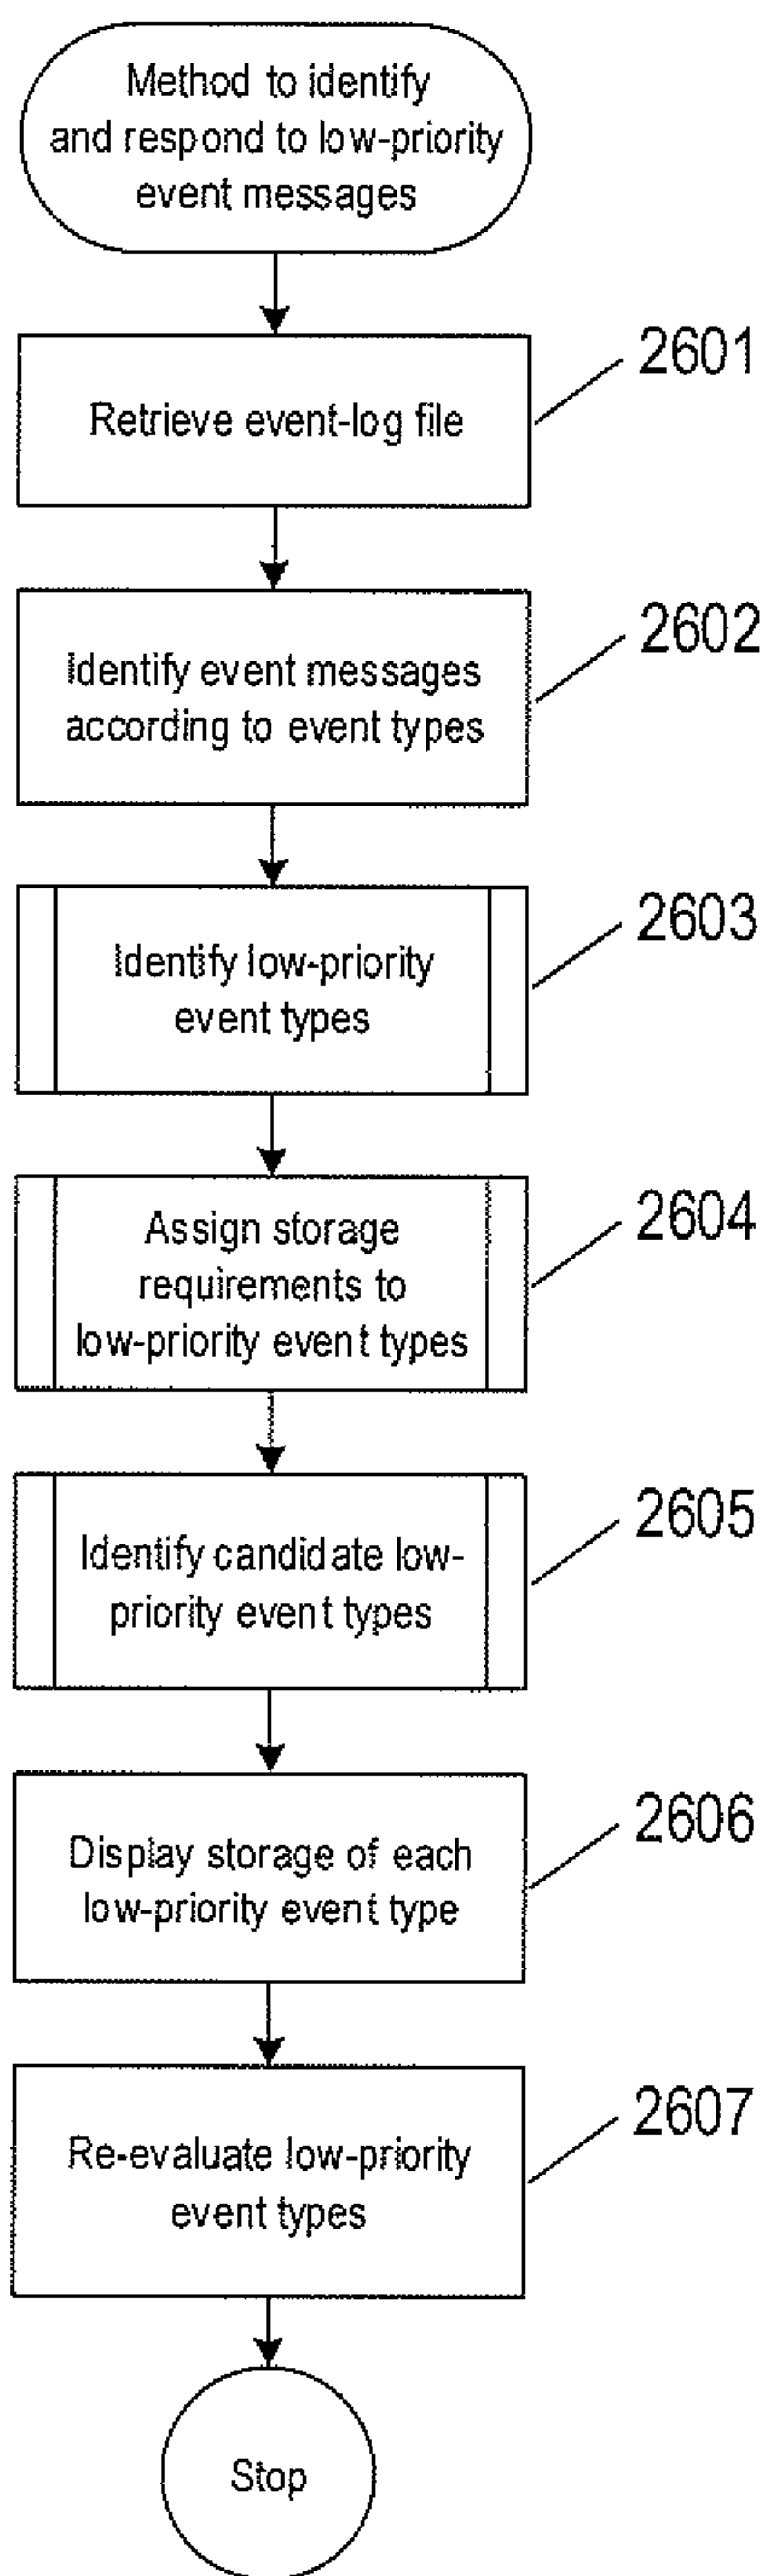 Method to identify
and respond to low-priority
event messages
Retrieve event-log file
2601
Identify event messages
according to event types
2602
Identify low-priority
event types
2603
Assign storage
requirements to
low-priority event types
2604
Identify candidate low-
priority event types
2605
Display storage of each
low-priority event type
2606
Re-evaluate low-priority
event types
2607
Stop